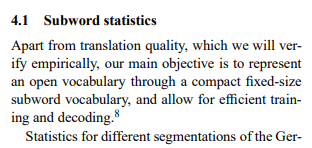 4.1 Subword statistics
Apart from translation quality, which we will ver-
ify empirically, our main objective is to represent
an open vocabulary through a compact fixed-size
subword vocabulary, and allow for efficient train-
ing and decoding.8
Statistics for different segmentations of the Ger-